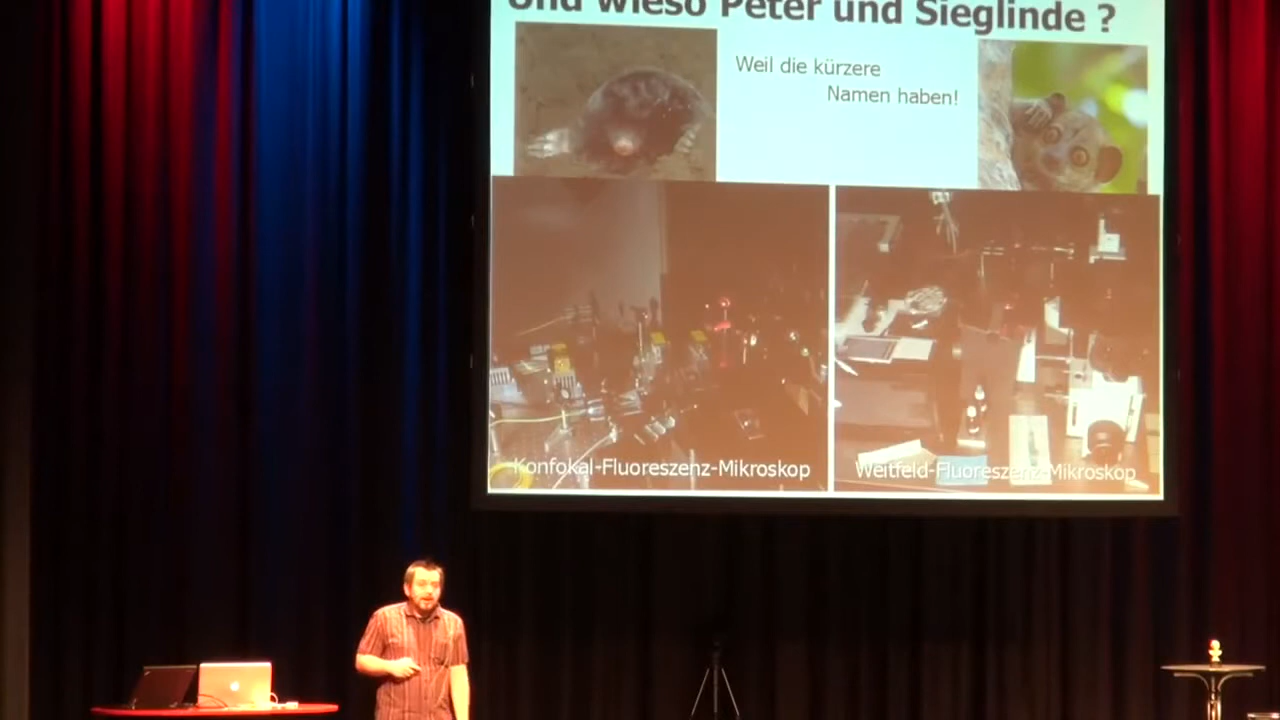 Und wieso Peter und Sieglinde ?
Weil die kürzere
Namen haben!
Konfokal-Fluoreszenz-Mikroskop
Weitfeld-Fluoreszenz-Mikroskop